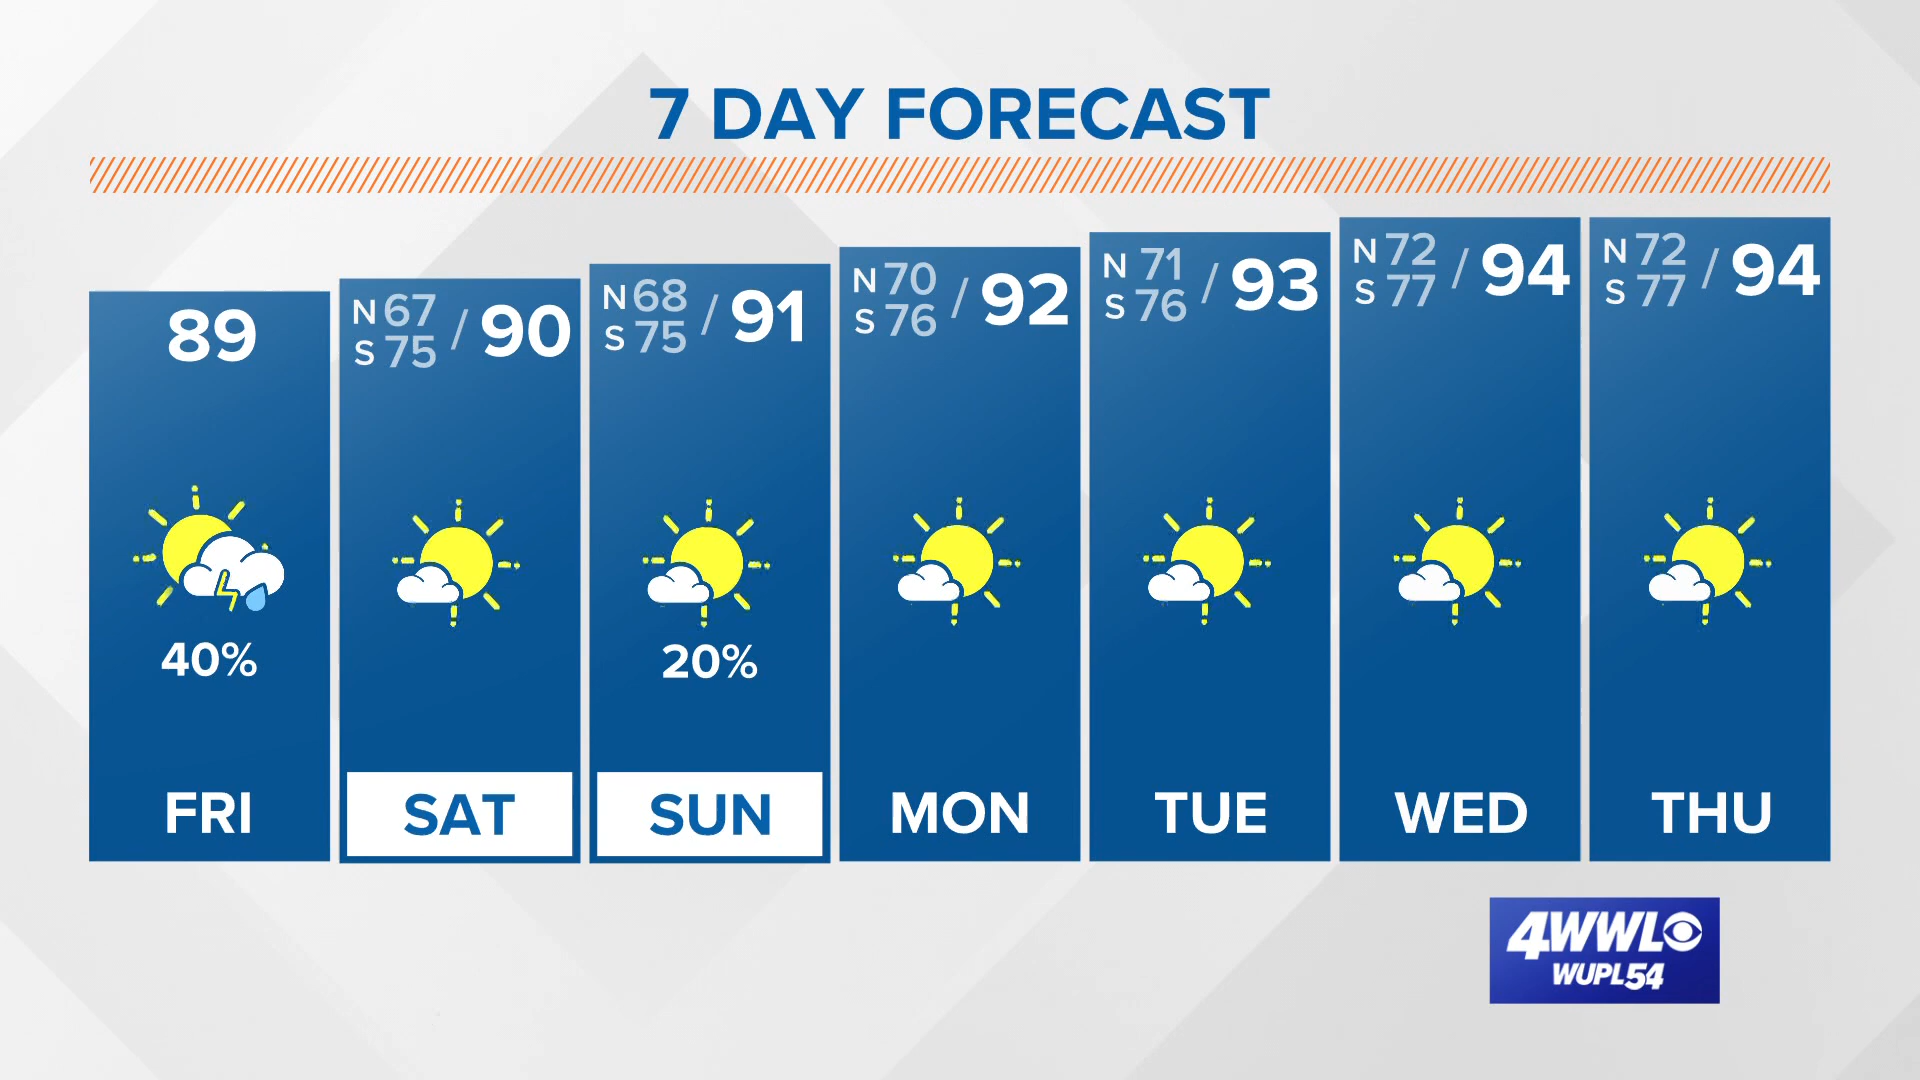 7 DAY FORECAST
89
40%
FRI
N 67
S 75 / 90
SAT
N 68
S 75 / 91
20%
SUN
N 70
S 76 / 92
MON
N 71
S 76 / 93
TUE
N 72
S 77 / 94
WED
N 72
S 77 / 94
THU
4WWL
WUPL54